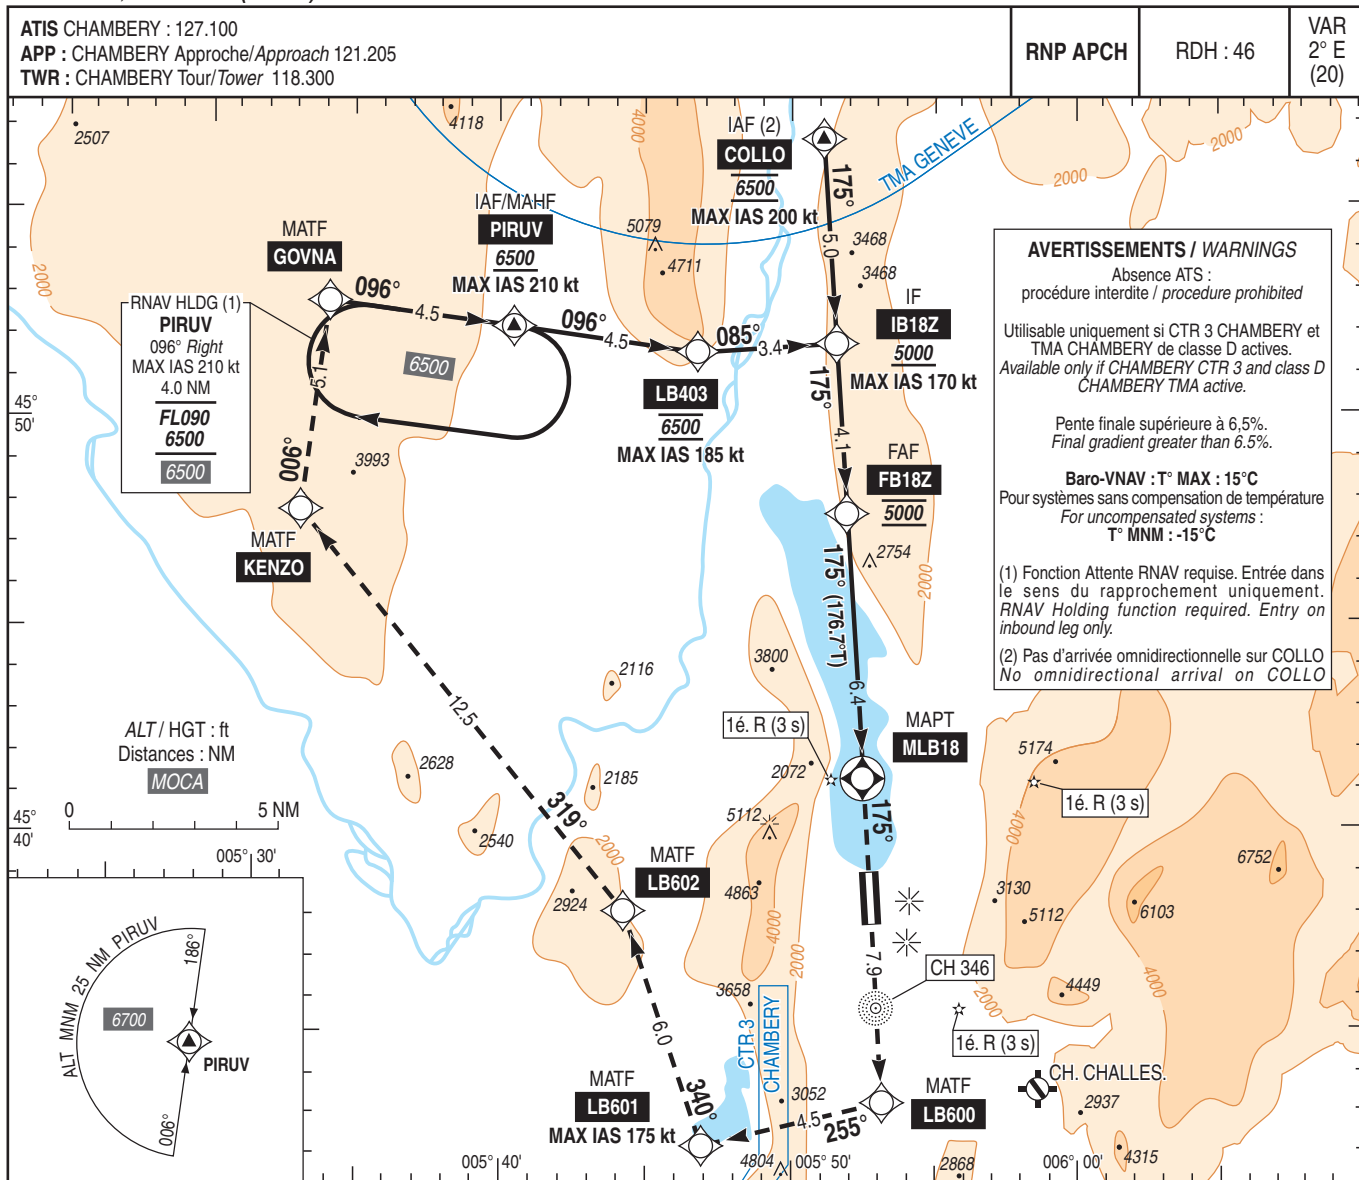 ATIS CHAMBERY : 127.100
APP : CHAMBERY Approche/Approach 121.205
TWR : CHAMBERY Tour/Tower 118.300
RNP APCH
RDH : 46
VAR
2° E
(20)
2507
4118
4000
IAF (2)
COLLO
6500
MAX IAS 200 kt
175°
5.0
TMA GENEVE
2000
2000
2000
IAF/MAHF
PIRUV
6500
MAX IAS 210 kt
5079
4711
3468
3468
MATF
GOVNA
096°
4.5
096°
4.5
085°
3.4
IF
IB18Z
5000
MAX IAS 170 kt
2000
RNAV HLDG (1)
PIRUV
096° Right
MAX IAS 210 kt
4.0 NM
FL090
6500
6500
5.1
006°
6500
LB403
6500
MAX IAS 185 kt
175°
4.1
45°
50'
3993
FAF
FB18Z
5000
MATF
KENZO
2754
2000
175° (176.7°T)
6.4
AVERTISSEMENTS / WARNINGS
Absence ATS :
procédure interdite / procedure prohibited
Utilisable uniquement si CTR 3 CHAMBERY et
TMA CHAMBERY de classe D actives.
Available only if CHAMBERY CTR 3 and class D
CHAMBERY TMA active.
Pente finale supérieure à 6,5%.
Final gradient greater than 6.5%.
Baro-VNAV : T° MAX : 15°C
Pour systèmes sans compensation de température
For uncompensated systems :
T° MNM : -15°C
(1) Fonction Attente RNAV requise. Entrée dans
le sens du rapprochement uniquement.
RNAV Holding function required. Entry on
inbound leg only.
(2) Pas d'arrivée omnidirectionnelle sur COLLO
No omnidirectional arrival on COLLO
3800
2116
12.5
ALT / HGT : ft
Distances : NM
MOCA
0
5 NM
1é. R (3 s)
MAPT
MLB18
2072
5174
1é. R (3 s)
2628
2185
2540
319°
175°
5112
4000
45°
40'
005° 30'
2000
MATF
LB602
2924
4863
4000
2000
3130
5112
6103
6752
4000
7.9
CH 346
ALT MNM 25 NM PIRUV
186°
6700
PIRUV
006°
3658
CTR 3
CHAMBERY
2000
4449
1é. R (3 s)
6.0
340°
MATF
LB601
MAX IAS 175 kt
3052
4.5
255°
MATF
LB600
CH. CHALLES.
2937
4315
2868
4804
005° 40'
005° 50'
006° 00'